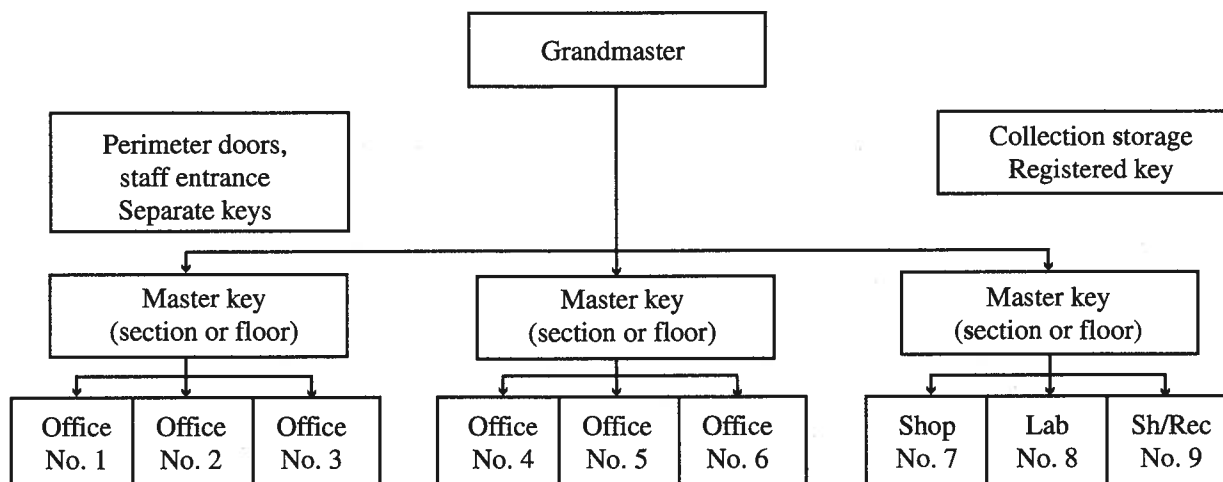 Grandmaster
Perimeter doors,
staff entrance
Separate keys
Collection storage
Registered key
Master key
(section or floor)
Master key
(section or floor)
Master key
(section or floor)
Office
No. 1
Office
No. 2
Office
No. 3
Office
No. 4
Office
No. 5
Office
No. 6
Shop
No. 7
Lab
No. 8
Sh/Rec
No. 9